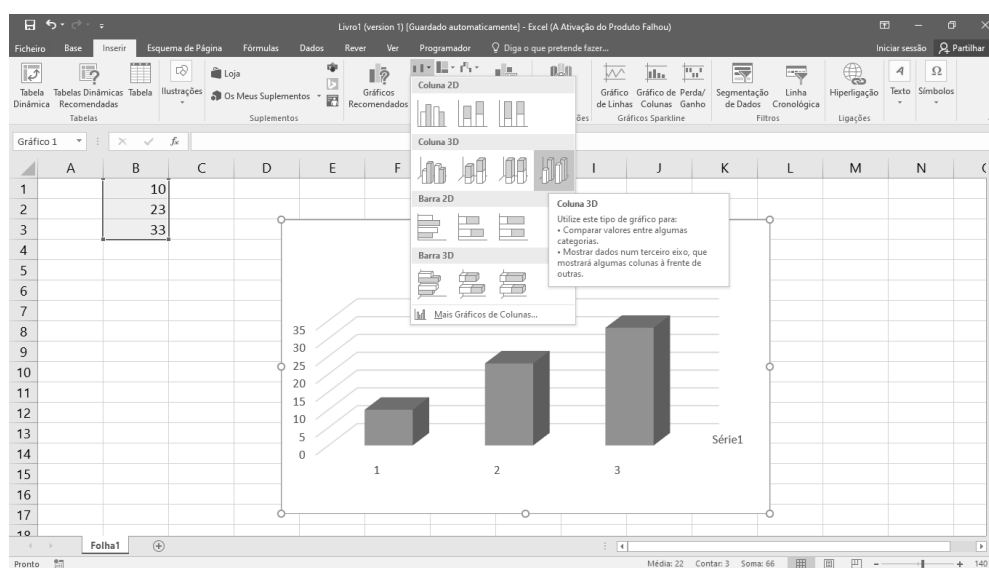 Livro1 (version 1) [Guardado automaticamente] - Excel (A Ativação do Produto Falhou)
Ficheiro Base Inserir Esquema de Página Fórmulas Dados Rever Ver Programador Diga o que pretende fazer... Iniciar sessão Partilhar
Tabela Dinâmica
Tabelas Dinâmicas Recomendadas
Tabela
Ilustrações
Loja
Os Meus Suplementos
Gráficos Recomendados
Gráfico de Linhas
Gráfico de Colunas
Perda/ Ganho
Segmentação de Dados
Linha Cronológica
Hiperligação
Texto
Símbolos
Tabelas
Suplementos
ões
Gráficos Sparkline
Filtros
Ligações
Gráfico 1
fx
A B C D E F I J K L M N
1 10
2 23
3 33
4
5
6
7
8
9
10
11
12
13
14
15
16
17
18
Coluna 2D
Coluna 3D
Barra 2D
Barra 3D
Mais Gráficos de Colunas...
Coluna 3D
Utilize este tipo de gráfico para:
• Comparar valores entre algumas
categorias.
• Mostrar dados num terceiro eixo, que
mostrará algumas colunas à frente de
outras.
35
30
25
20
15
10
5
0
1 2 3
Série1
Folha1
Pronto
Média: 22 Contar: 3 Soma: 66
140